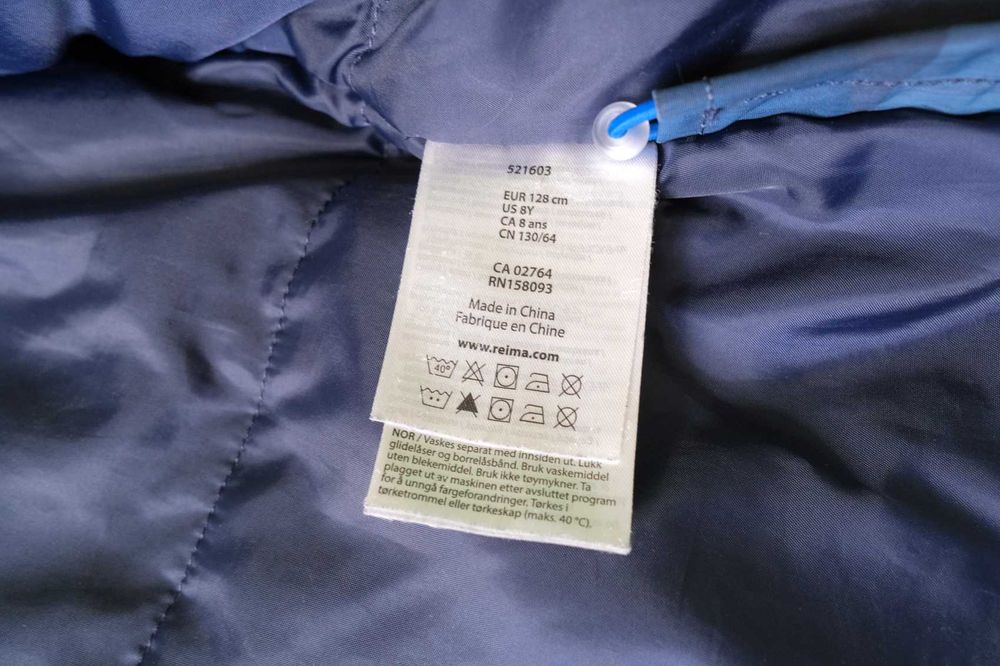 521603
EUR 128 cm
US 8Y
CA 8 ans
CN 130/64
CA 02764
RN158093
Made in China
Fabrique en Chine
www.reima.com
40°
NOR / Vaskes separat med innsiden ut. Lukk
glidelåser og borrelåsbånd. Bruk vaskemiddel
uten blekemiddel. Bruk ikke tøymykner. Ta
plagget ut av maskinen etter avsluttet program
for å unngå fargeforandringer. Tørkes i
tørketrommel eller tørkeskap (maks. 40 °C).